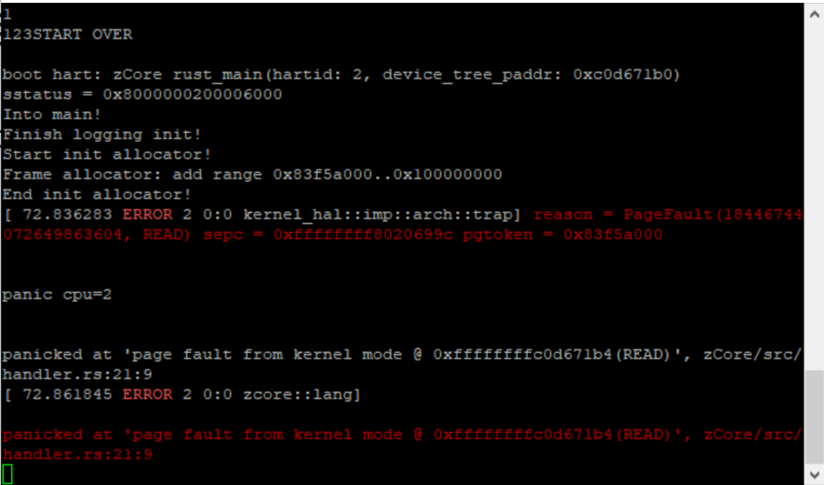 1
123START OVER
boot hart: zCore rust_main(hartid: 2, device_tree_paddr: 0xc0d671b0)
sstatus = 0x8000000200006000
Into main!
Finish logging init!
Start init allocator!
Frame allocator: add range 0x83f5a000..0x100000000
End init allocator!
[ 72.836283 ERROR 2 0:0 kernel_hal::imp::arch::trap] reason = PageFault(18446744
072649863604, READ) sepc = 0xffffffff8020699c pgtoken = 0x83f5a000
panic cpu=2
panicked at 'page fault from kernel mode @ 0xffffffffc0d671b4(READ)', zCore/src/
handler.rs:21:9
[ 72.861845 ERROR 2 0:0 zcore::lang]
panicked at 'page fault from kernel mode @ 0xffffffffc0d671b4(READ)', zCore/src/
handler.rs:21:9